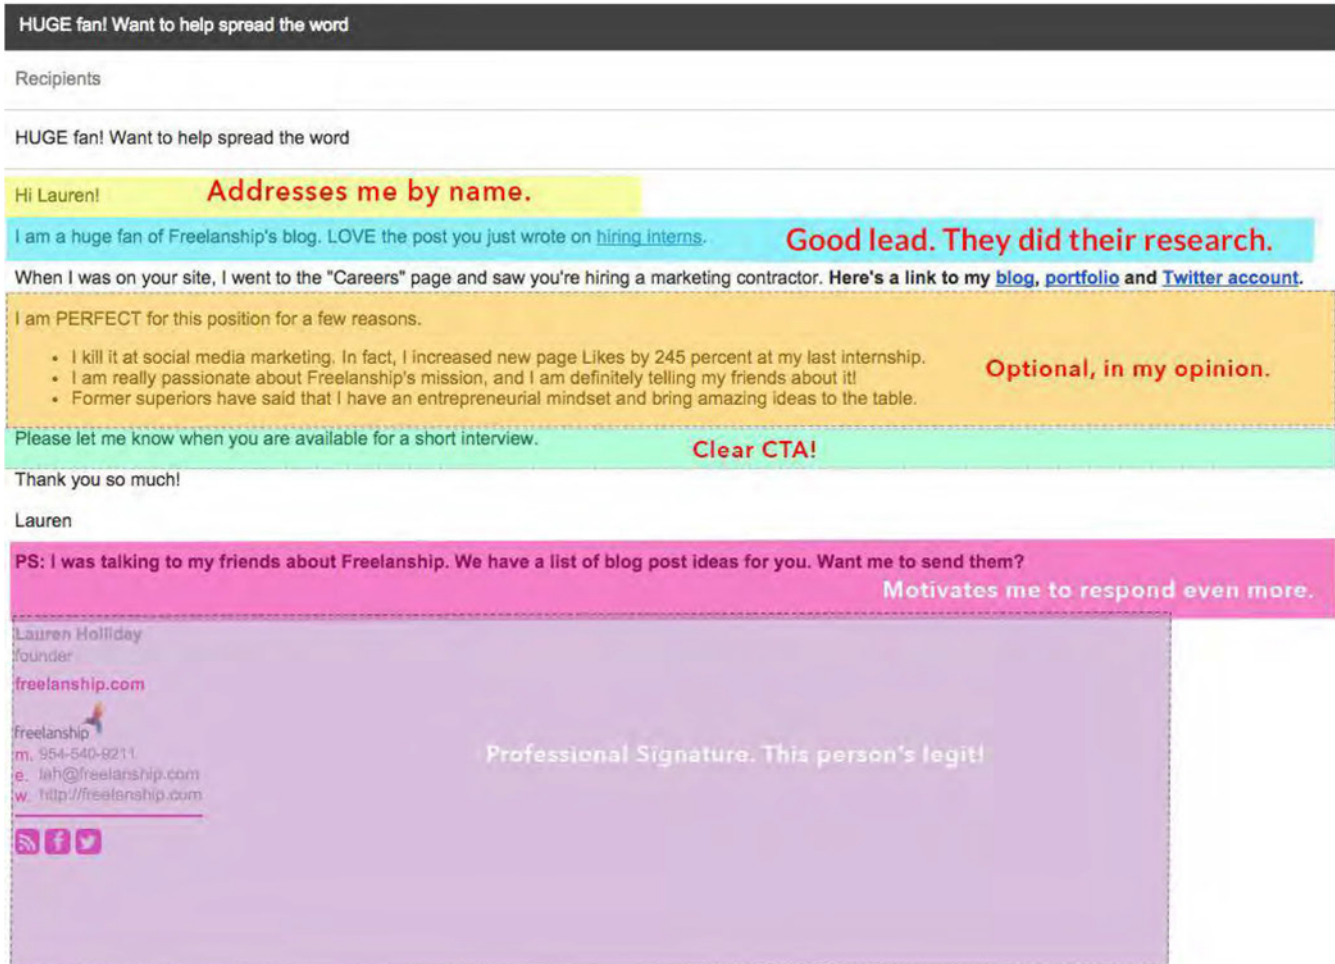 HUGE fan! Want to help spread the word
Recipients
HUGE fan! Want to help spread the word
Hi Lauren! Addresses me by name.
I am a huge fan of Freelanship's blog. LOVE the post you just wrote on hiring interns. Good lead. They did their research.
When I was on your site, I went to the "Careers" page and saw you're hiring a marketing contractor. Here's a link to my blog, portfolio and Twitter account.
I am PERFECT for this position for a few reasons.
• I kill it at social media marketing. In fact, I increased new page Likes by 245 percent at my last internship.
• I am really passionate about Freelanship's mission, and I am definitely telling my friends about it!
Optional, in my opinion.
• Former superiors have said that I have an entrepreneurial mindset and bring amazing ideas to the table.
Please let me know when you are available for a short interview.
Clear CTA!
Thank you so much!
Lauren
PS: I was talking to my friends about Freelanship. We have a list of blog post ideas for you. Want me to send them?
Motivates me to respond even more.
Lauren Holliday
founder
freelanship.com
freelanship
m. 954-540-9211
Professional Signature. This person's legit!
e. lah@freelanship.com
w. http://freelanship.com